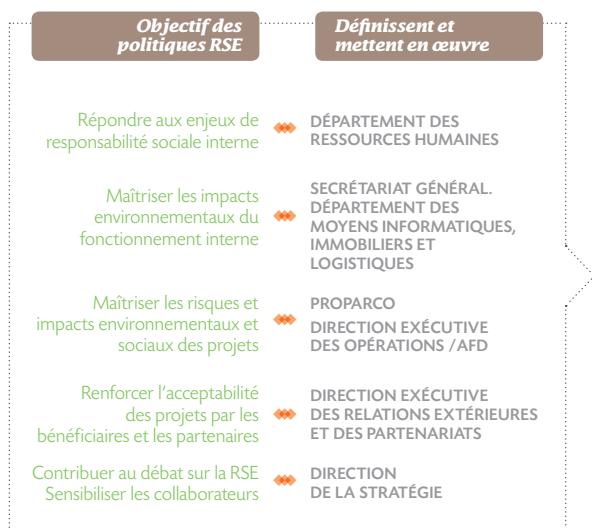 Objectif des
politiques RSE
Définissent et
mettent en œuvre
Répondre aux enjeux de
responsabilité sociale interne
DÉPARTEMENT DES
RESSOURCES HUMAINES
Maîtriser les impacts
environnementaux du
fonctionnement interne
SECRÉTARIAT GÉNÉRAL.
DÉPARTEMENT DES
MOYENS INFORMATIQUES,
IMMOBILIERS ET
LOGISTIQUES
Maîtriser les risques et
impacts environnementaux et
sociaux des projets
PROPARCO
DIRECTION EXÉCUTIVE
DES OPÉRATIONS /AFD
Renforcer l'acceptabilité
des projets par les
bénéficiaires et les partenaires
DIRECTION EXÉCUTIVE
DES RELATIONS EXTÉRIEURES
ET DES PARTENARIATS
Contribuer au débat sur la RSE
Sensibiliser les collaborateurs
DIRECTION
DE LA STRATÉGIE